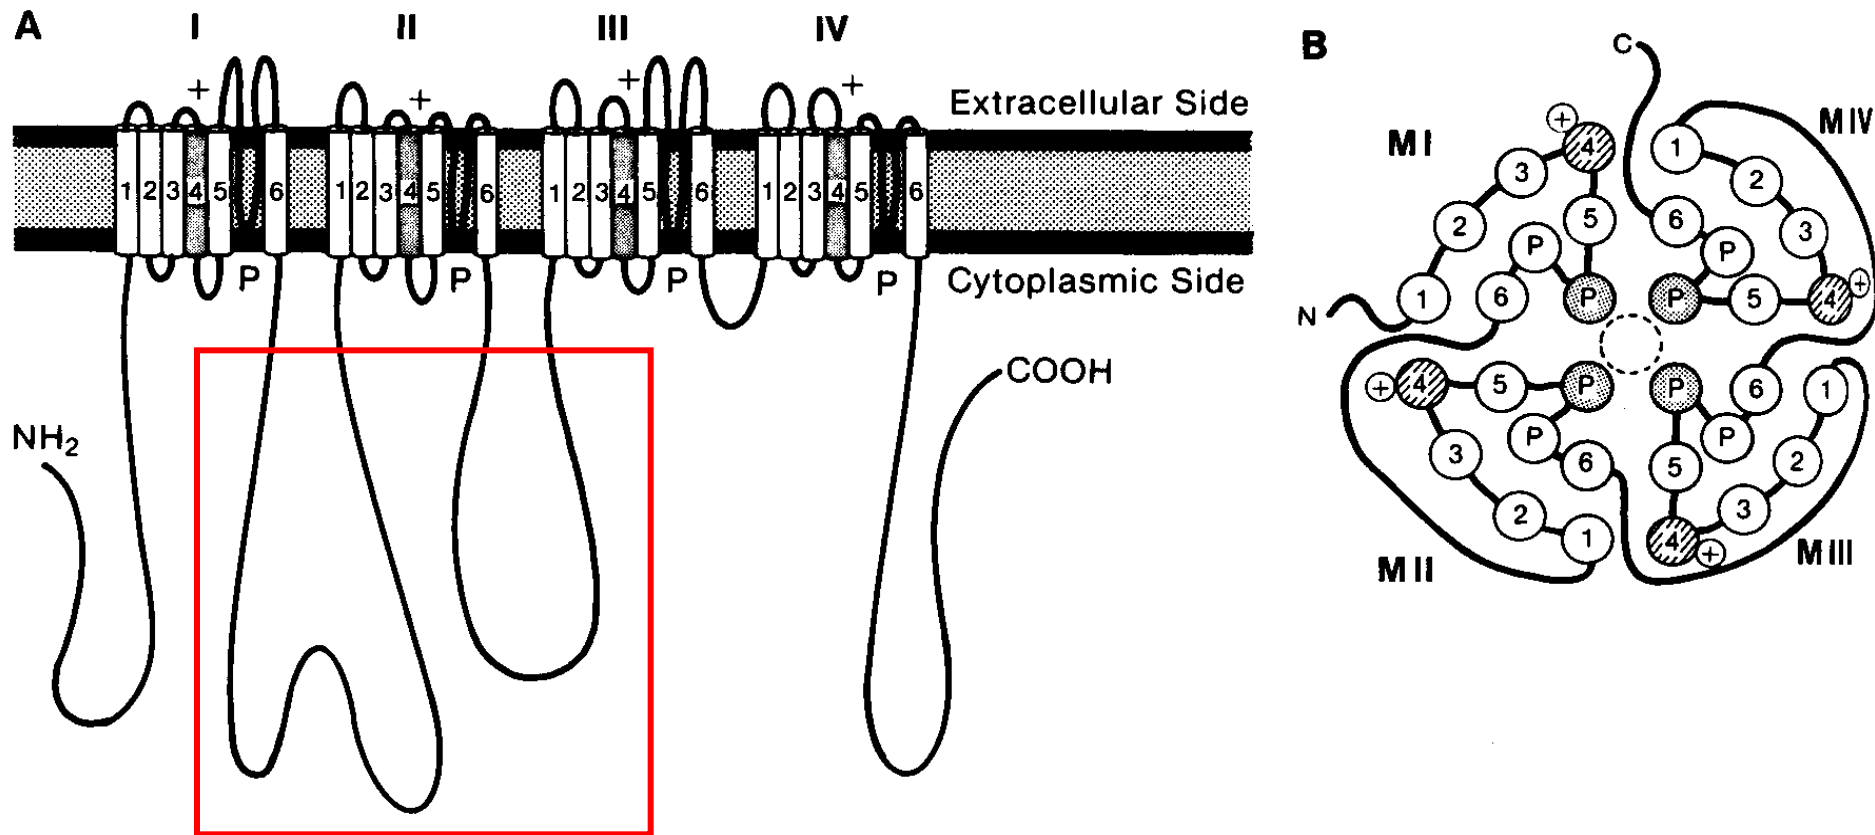 A
I II III IV
+ + + +
Extracellular Side
1 2 3 4 5 6 1 2 3 4 5 6 1 2 3 4 5 6 1 2 3 4 5 6
P P P P
Cytoplasmic Side
NH2
COOH
B
C
N
MI
1 2 3 4 + 5 P P 6
MII
1 2 3 4 + 5 P P 6
MIII
1 2 3 4 + 5 P P 6
MIV
1 2 3 4 + 5 P P 6